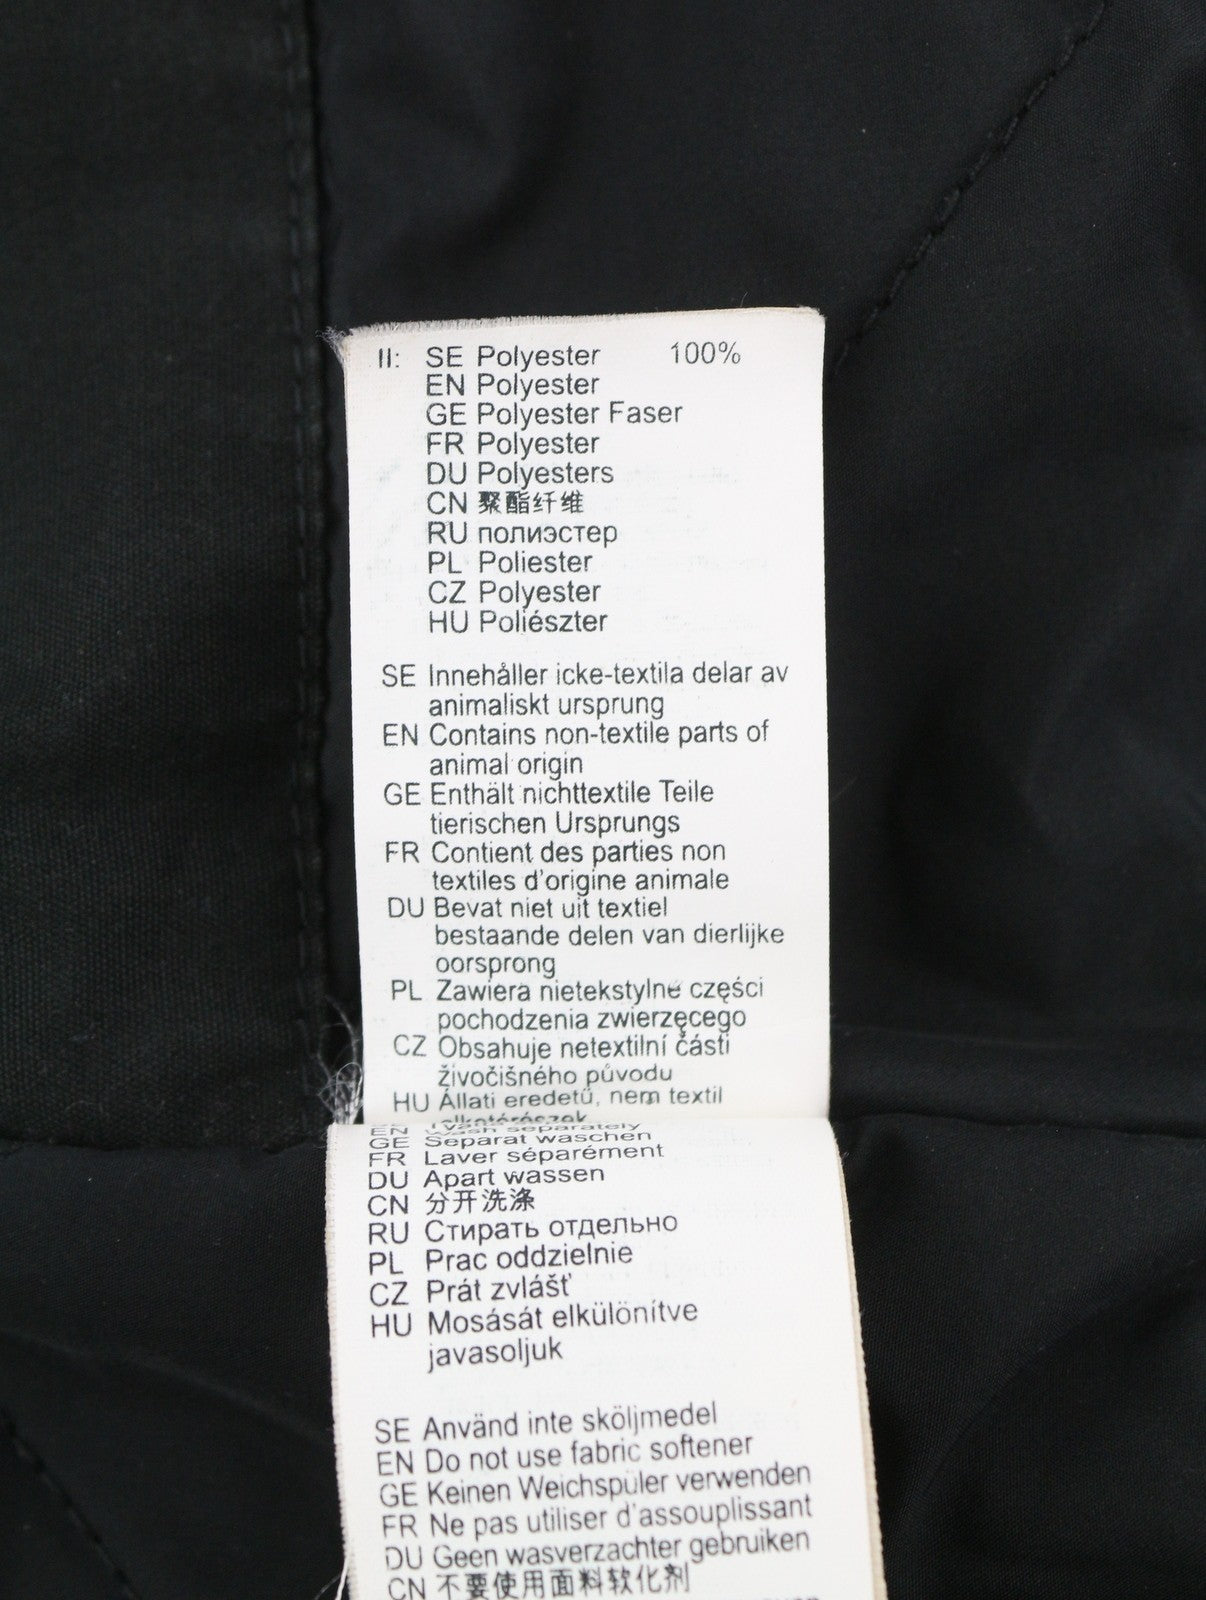 II: SE Polyester 100%
EN Polyester
GE Polyester Faser
FR Polyester
DU Polyesters
CN 聚酯纤维
RU полиэстер
PL Poliester
CZ Polyester
HU Poliészter
SE Innehåller icke-textila delar av
animaliskt ursprung
EN Contains non-textile parts of
animal origin
GE Enthält nichttextile Teile
tierischen Ursprungs
FR Contient des parties non
textiles d'origine animale
DU Bevat niet uit textiel
bestaande delen van dierlijke
oorsprong
PL Zawiera nietekstylne części
pochodzenia zwierzęcego
CZ Obsahuje netextilní části
živočišného původu
HU Állati eredetű, nem textil
alkotórészek
EN Wash separately
GE Separat waschen
FR Laver séparément
DU Apart wassen
CN 分开洗涤
RU Стирать отдельно
PL Prac oddzielnie
CZ Prát zvlášť
HU Mosását elkülönítve
javasoljuk
SE Använd inte sköljmedel
EN Do not use fabric softener
GE Keinen Weichspüler verwenden
FR Ne pas utiliser d'assouplissant
DU Geen wasverzachter gebruiken
CN 不要使用面料软化剂